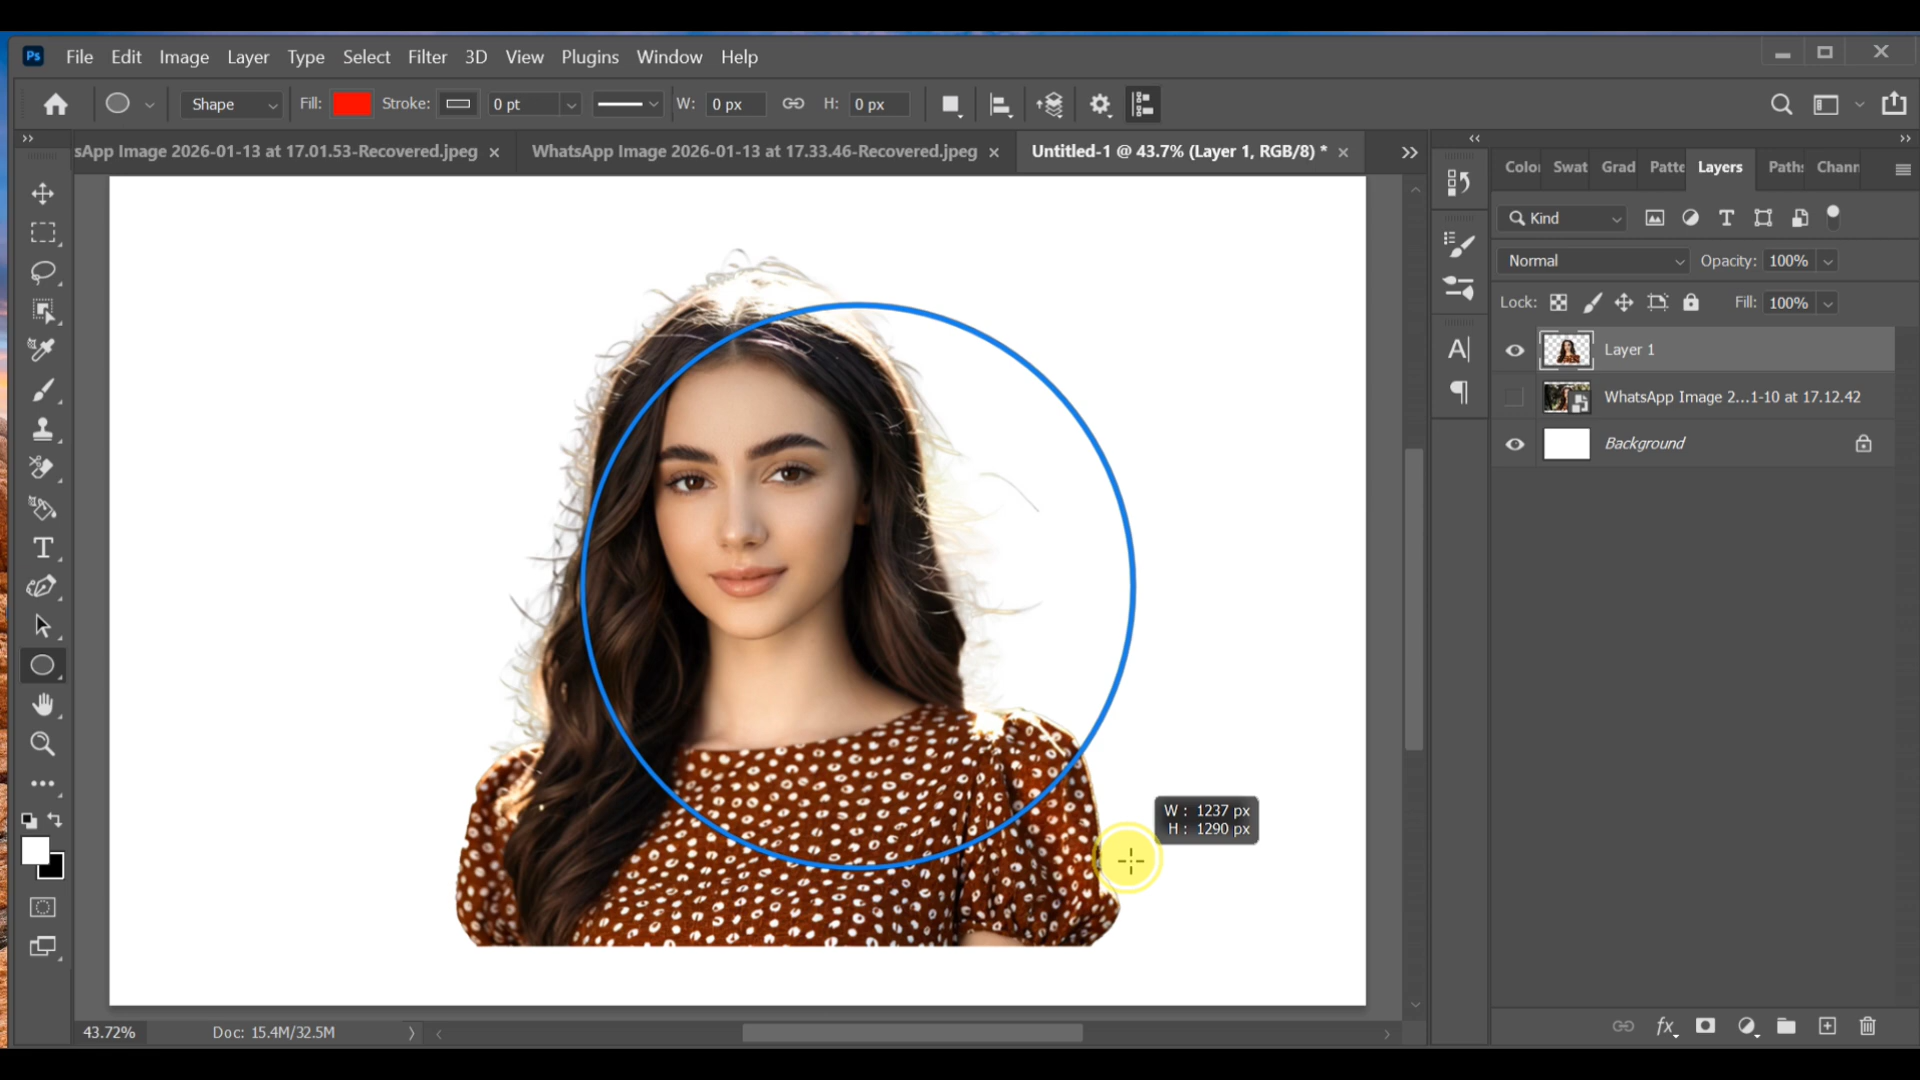 Ps File Edit Image Layer Type Select Filter 3D View Plugins Window Help
Shape Fill: Stroke: 0 pt W: 0 px H: 0 px
sApp Image 2026-01-13 at 17.01.53-Recovered.jpeg × WhatsApp Image 2026-01-13 at 17.33.46-Recovered.jpeg × Untitled-1 @ 43.7% (Layer 1, RGB/8) * ×
Color Swat Grad Patte Layers Paths Chann
Kind
Normal Opacity: 100%
Lock: Fill: 100%
Layer 1
WhatsApp Image 2...1-10 at 17.12.42
Background
W : 1237 px
H : 1290 px
43.72% Doc: 15.4M/32.5M